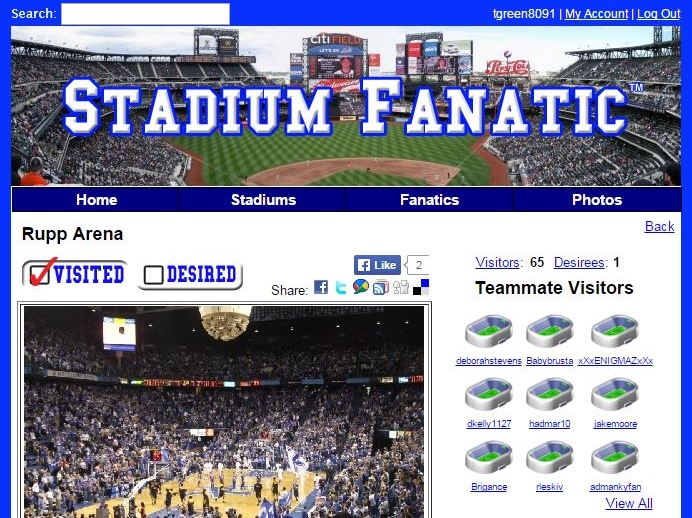 Search:
tgreen8091 | My Account | Log Out
citi FIELD
Budweiser
Pepsi Cola
STADIUM FANATIC™
Home Stadiums Fanatics Photos
Back
Rupp Arena
VISITED DESIRED
Like 2
Share:
Visitors: 65 Desirees: 1
Teammate Visitors
deborahstevens Babybrusta xXxENIGMAZxXx
dkelly1127 hadmar10 jakemoore
Brigance rleskiv admankyfan
View All